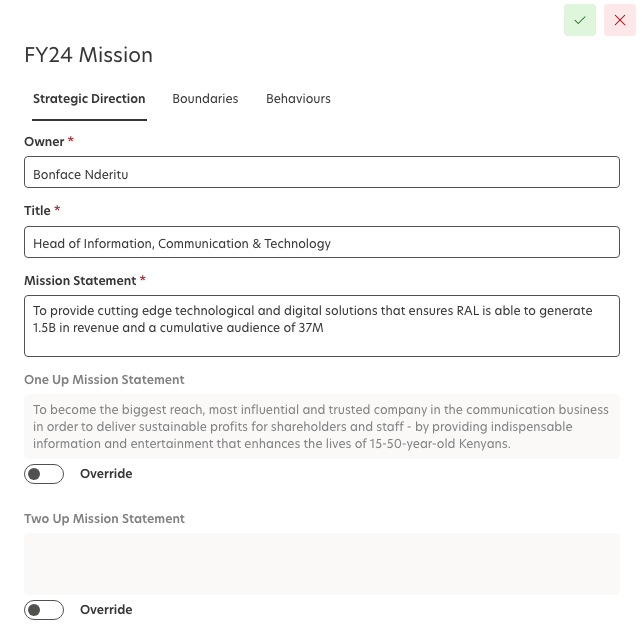 FY24 Mission
Strategic Direction Boundaries Behaviours
Owner *
Bonface Nderitu
Title *
Head of Information, Communication & Technology
Mission Statement *
To provide cutting edge technological and digital solutions that ensures RAL is able to generate
1.5B in revenue and a cumulative audience of 37M
One Up Mission Statement
To become the biggest reach, most influential and trusted company in the communication business
in order to deliver sustainable profits for shareholders and staff - by providing indispensable
information and entertainment that enhances the lives of 15-50-year-old Kenyans.
Override
Two Up Mission Statement
Override